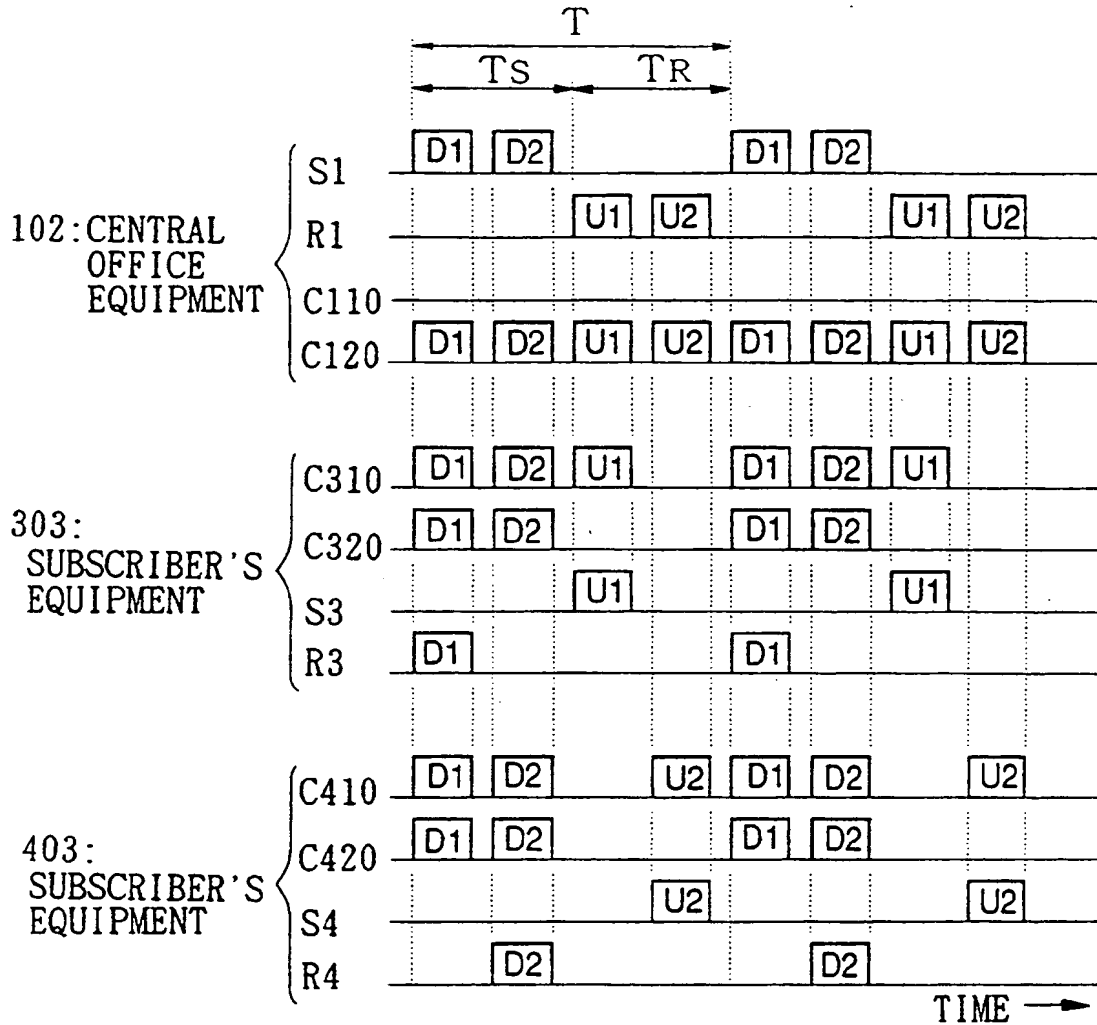 T
TS TR
S1 D1 D2 D1 D2
R1 U1 U2 U1 U2
102:CENTRAL
OFFICE
EQUIPMENT
C110
C120 D1 D2 U1 U2 D1 D2 U1 U2
C310 D1 D2 U1 D1 D2 U1
303:
SUBSCRIBER'S
EQUIPMENT
C320 D1 D2 D1 D2
S3 U1 U1
R3 D1 D1
C410 D1 D2 U2 D1 D2 U2
403:
SUBSCRIBER'S
EQUIPMENT
C420 D1 D2 D1 D2
S4 U2 U2
R4 D2 D2
TIME